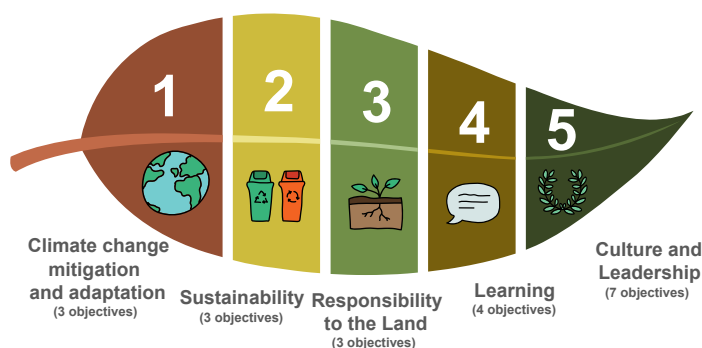 1
2
3
4
5
Climate change
mitigation
and adaptation
(3 objectives)
Sustainability
(3 objectives)
Responsibility
to the Land
(3 objectives)
Learning
(4 objectives)
Culture and
Leadership
(7 objectives)